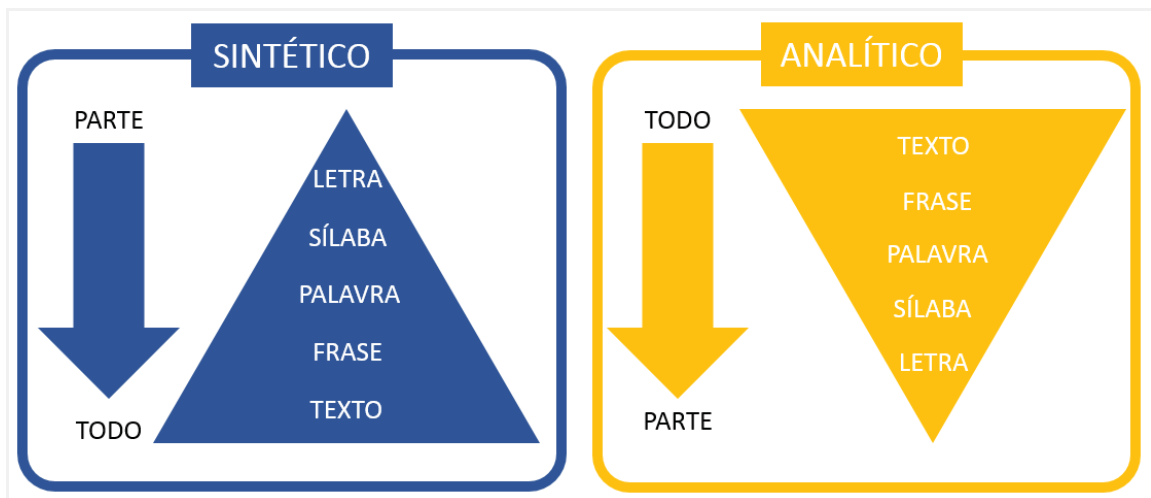 SINTÉTICO
PARTE
LETRA
SÍLABA
PALAVRA
FRASE
TEXTO
TODO
ANALÍTICO
TODO
TEXTO
FRASE
PALAVRA
SÍLABA
LETRA
PARTE